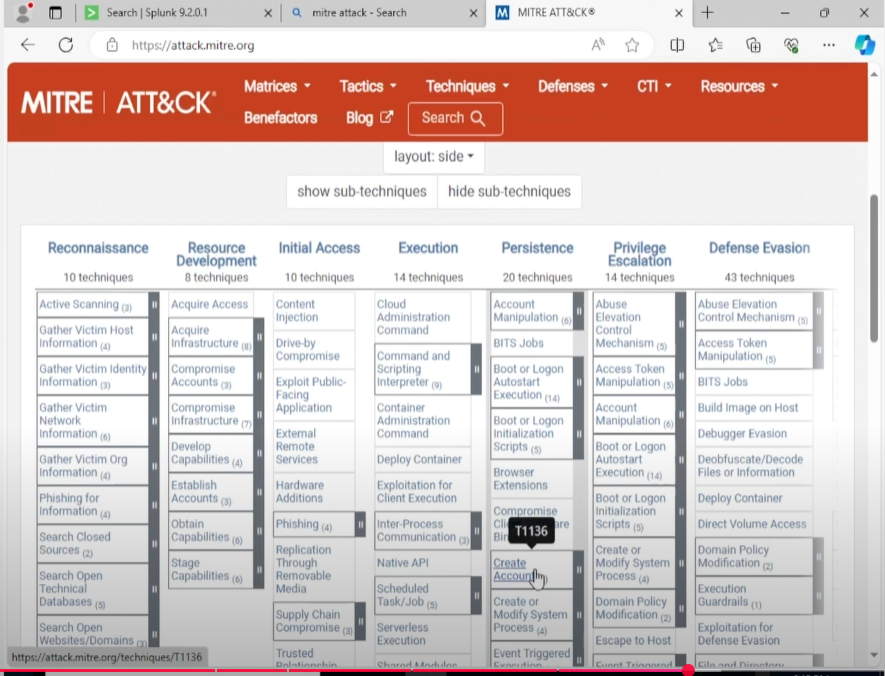 Search | Splunk 9.2.0.1
mitre attack - Search
MITRE ATT&CK®
https://attack.mitre.org
MITRE | ATT&CK®
Matrices
Tactics
Techniques
Defenses
CTI
Resources
Benefactors
Blog
Search
layout: side
show sub-techniques
hide sub-techniques
Reconnaissance
10 techniques
Active Scanning (3)
Gather Victim Host
Information (4)
Gather Victim Identity
Information (3)
Gather Victim
Network
Information (6)
Gather Victim Org
Information (4)
Phishing for
Information (4)
Search Closed
Sources (2)
Search Open
Technical
Databases (5)
Search Open
Websites/Domains (3)
Resource
Development
8 techniques
Acquire Access
Acquire
Infrastructure (8)
Compromise
Accounts (3)
Compromise
Infrastructure (7)
Develop
Capabilities (4)
Establish
Accounts (3)
Obtain
Capabilities (6)
Stage
Capabilities (6)
Initial Access
10 techniques
Content
Injection
Drive-by
Compromise
Exploit Public-
Facing
Application
External
Remote
Services
Hardware
Additions
Phishing (4)
Replication
Through
Removable
Media
Supply Chain
Compromise (3)
Trusted
Relationship
Execution
14 techniques
Cloud
Administration
Command
Command and
Scripting
Interpreter (9)
Container
Administration
Command
Deploy Container
Exploitation for
Client Execution
Inter-Process
Communication (3)
Native API
Scheduled
Task/Job (5)
Serverless
Execution
Shared Modules
Persistence
20 techniques
Account
Manipulation (6)
BITS Jobs
Boot or Logon
Autostart
Execution (14)
Boot or Logon
Initialization
Scripts (5)
Browser
Extensions
Compromise
T1136
Create
Account
Create or
Modify System
Process (4)
Event Triggered
Execution
Privilege
Escalation
14 techniques
Abuse
Elevation
Control
Mechanism (5)
Access Token
Manipulation (5)
Account
Manipulation (6)
Boot or Logon
Autostart
Execution (14)
Boot or Logon
Initialization
Scripts (5)
Create or
Modify System
Process (4)
Domain Policy
Modification (2)
Escape to Host
Event Triggered
Defense Evasion
43 techniques
Abuse Elevation
Control Mechanism (5)
Access Token
Manipulation (5)
BITS Jobs
Build Image on Host
Debugger Evasion
Deobfuscate/Decode
Files or Information
Deploy Container
Direct Volume Access
Domain Policy
Modification (2)
Execution
Guardrails (1)
Exploitation for
Defense Evasion
File and Directory
https://attack.mitre.org/techniques/T1136